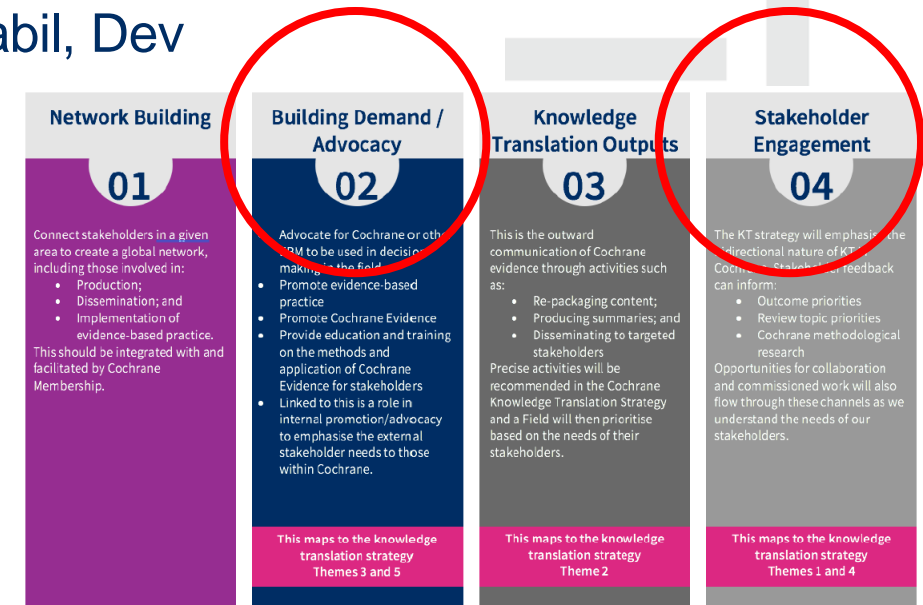 abil, Dev
Network Building
01
Connect stakeholders in a given
area to create a global network,
including those involved in:
• Production;
• Dissemination; and
• Implementation of
evidence-based practice.
This should be integrated with and
facilitated by Cochrane
Membership.
Building Demand /
Advocacy
02
Advocate for Cochrane or othe
EBM to be used in decision
making in the field
• Promote evidence-based
practice
• Promote Cochrane Evidence
• Provide education and training
on the methods and
application of Cochrane
Evidence for stakeholders
• Linked to this is a role in
internal promotion/advocacy
to emphasise the external
stakeholder needs to those
within Cochrane.
This maps to the knowledge
translation strategy
Themes 3 and 5
Knowledge
Translation Outputs
03
This is the outward
communication of Cochrane
evidence through activities such
as:
• Re-packaging content;
• Producing summaries; and
• Disseminating to targeted
stakeholders
Precise activities will be
recommended in the Cochrane
Knowledge Translation Strategy
and a Field will then prioritise
based on the needs of their
stakeholders.
This maps to the knowledge
translation strategy
Theme 2
Stakeholder
Engagement
04
The KT strategy will emphasise the
bidirectional nature of KT
Cochrane. Stakeholder feedback
can inform:
• Outcome priorities
• Review topic priorities
• Cochrane methodological
research
Opportunities for collaboration
and commissioned work will also
flow through these channels as we
understand the needs of our
stakeholders.
This maps to the knowledge
translation strategy
Themes 1 and 4